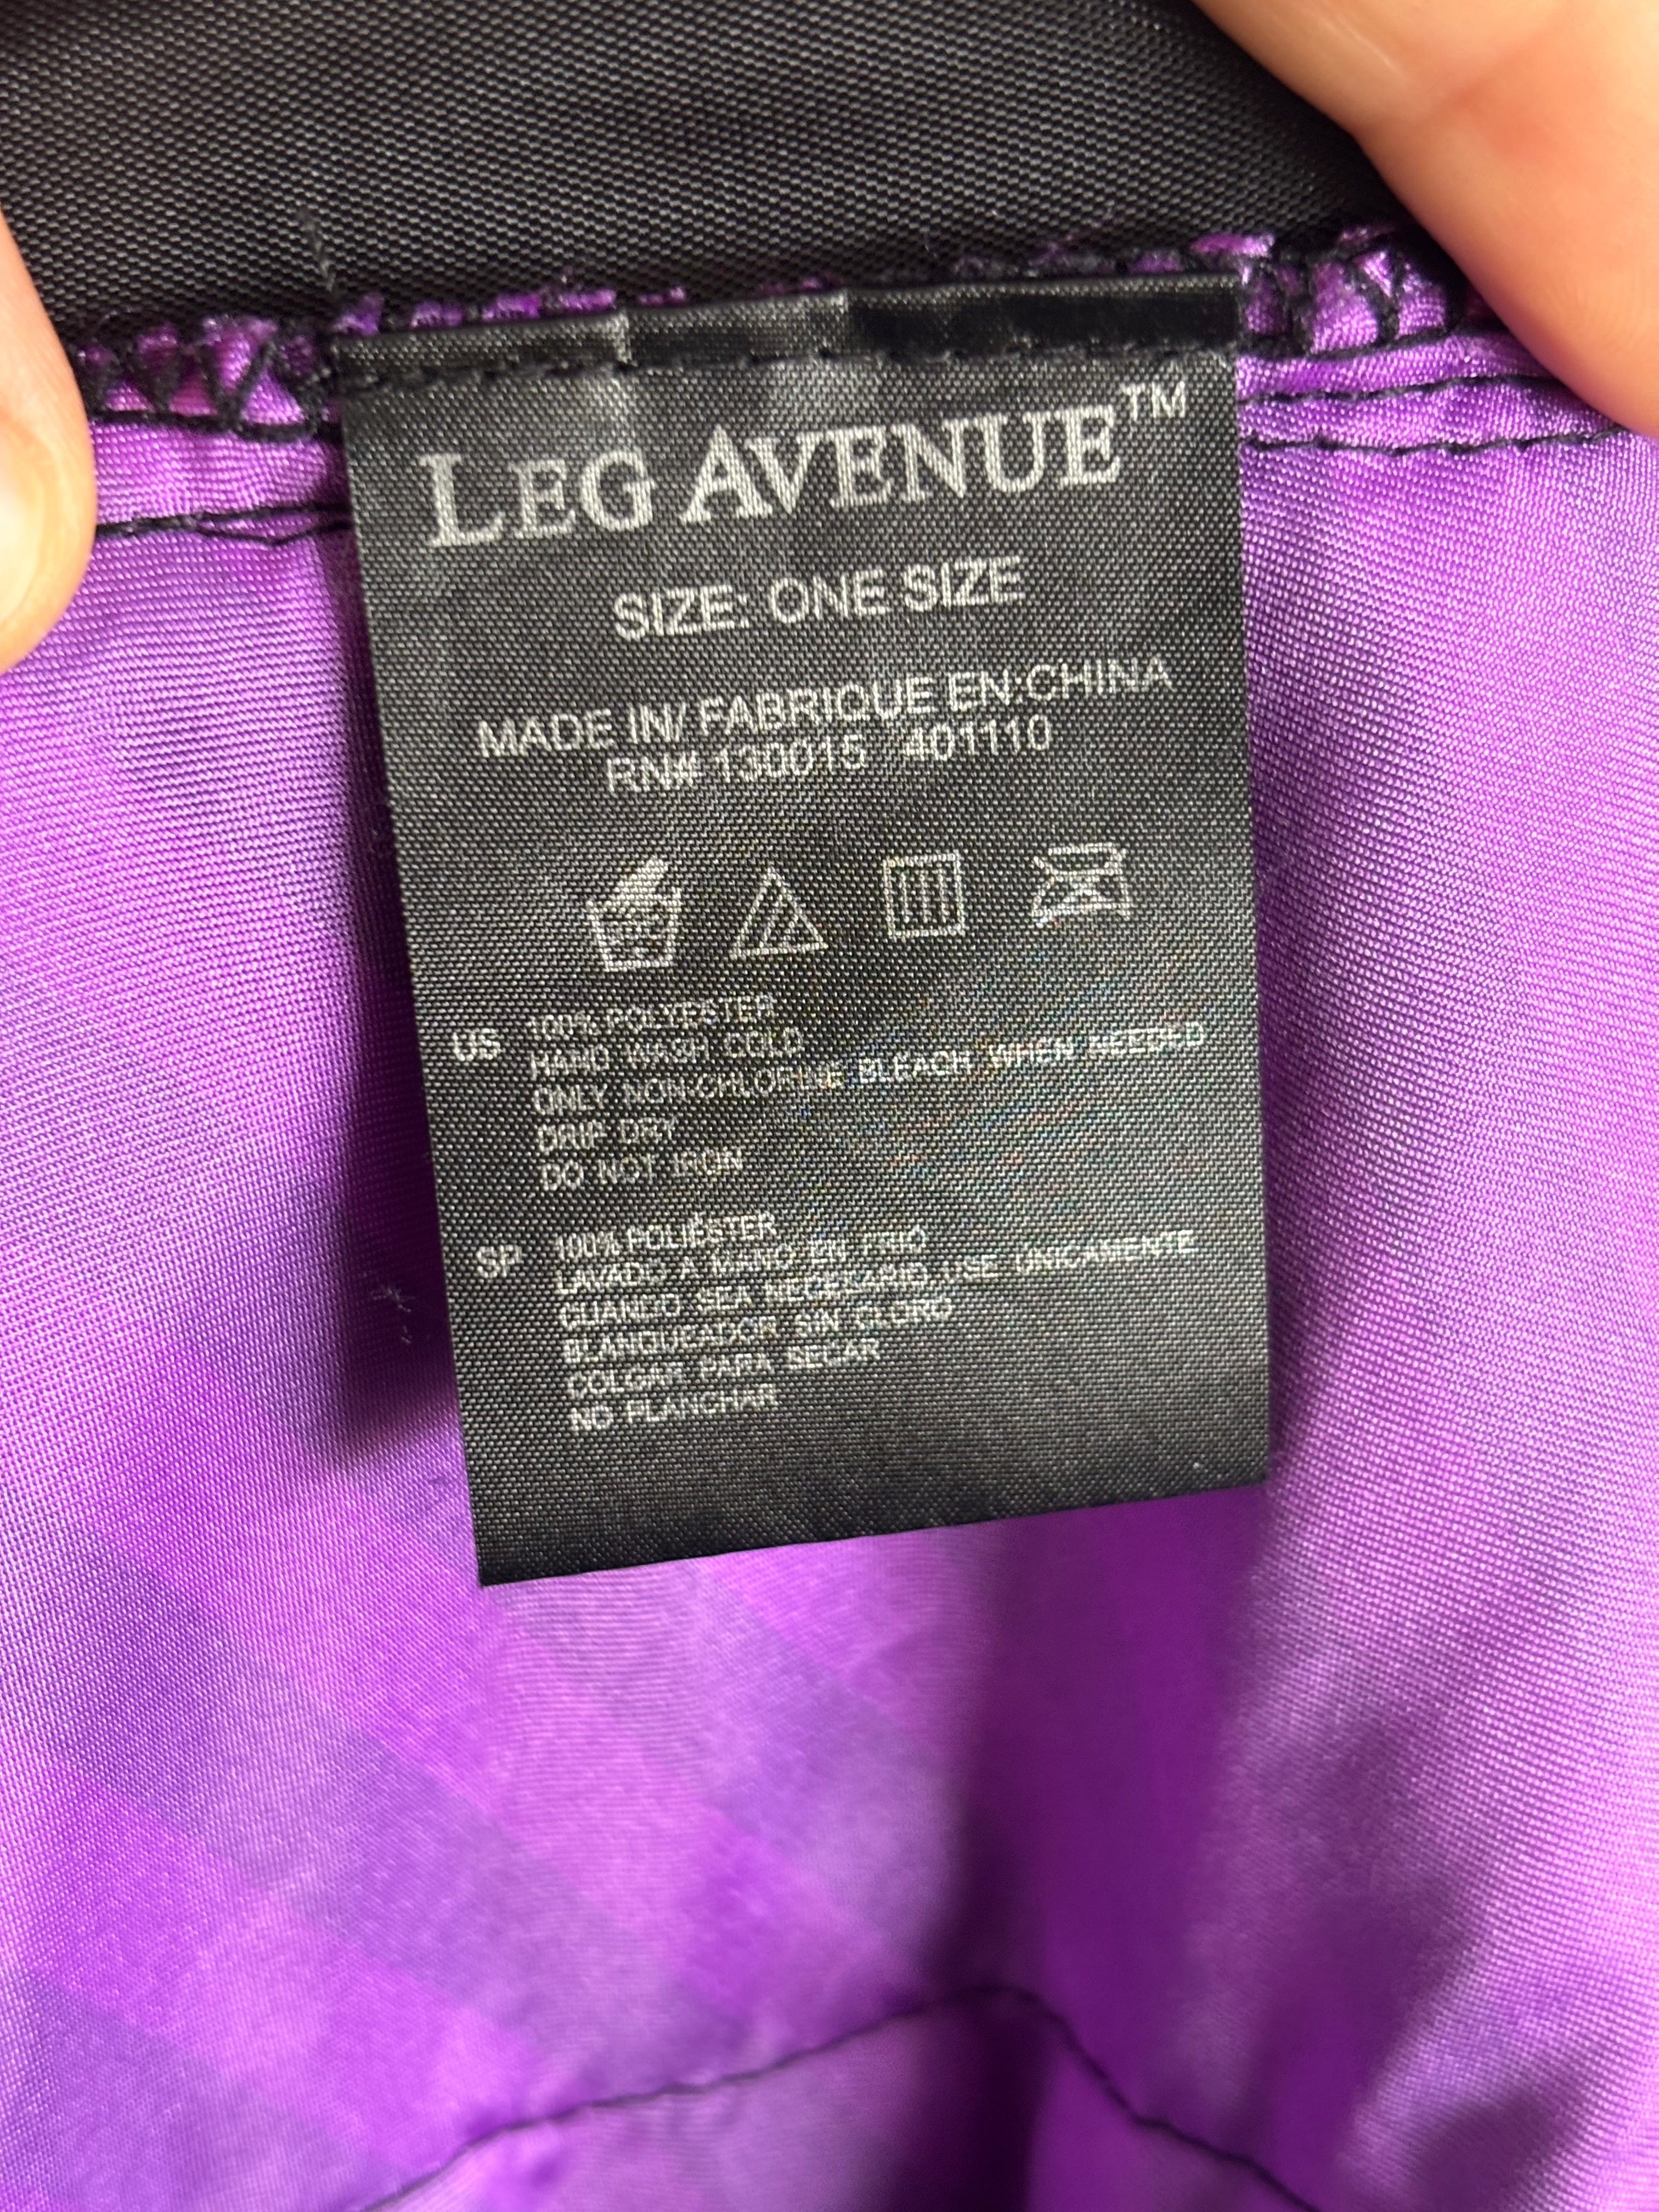 LEG AVENUE™
SIZE: ONE SIZE
MADE IN/ FABRIQUE EN:CHINA
RN# 130015 401110
US 100% POLYESTER
HAND WASH COLD
ONLY NON-CHLORINE BLEACH WHEN NEEDED
DRIP DRY
DO NOT IRON
SP 100% POLIÉSTER
LAVADO A MANO EN FRIO
CUANDO SEA NECESARIO, USE ÚNICAMENTE
BLANQUEADOR SIN CLORO
COLGAR PARA SECAR
NO PLANCHAR